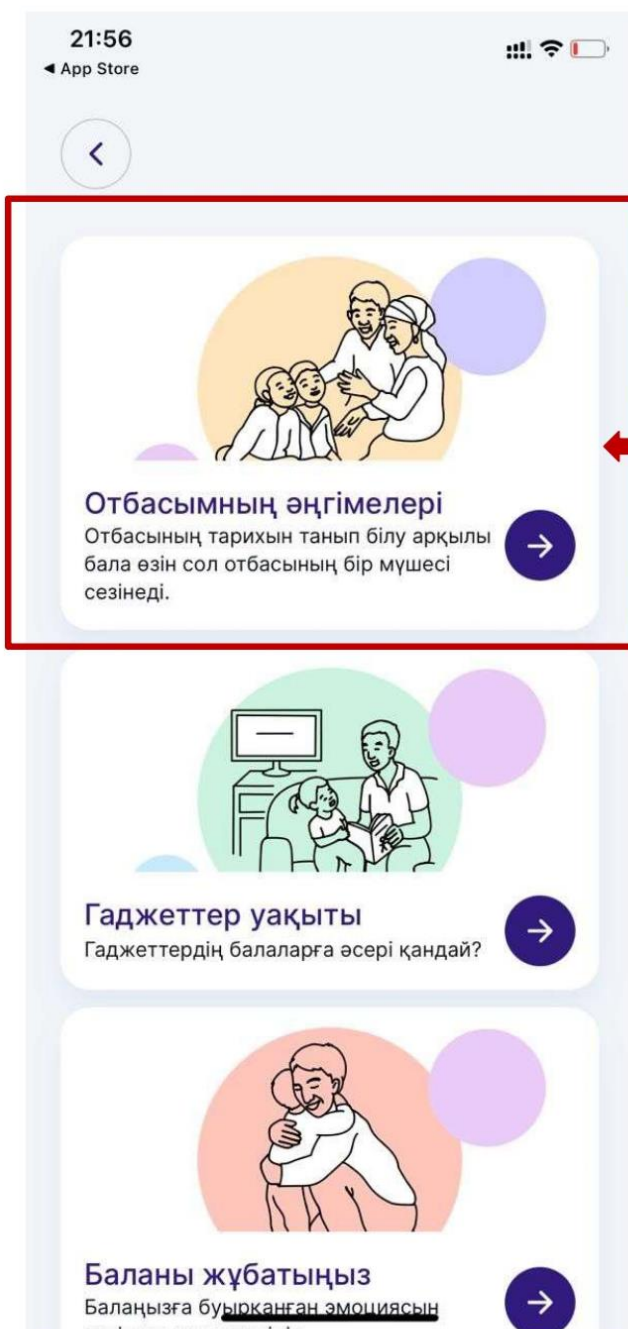 21:56
◀ App Store
Отбасымның әңгімелері
Отбасының тарихын танып білу арқылы
бала өзін сол отбасының бір мүшесі
сезінеді.
Гаджеттер уақыты
Гаджеттердің балаларға әсері қандай?
Баланы жұбатыңыз
Балаңызға буырқанған эмоциясын